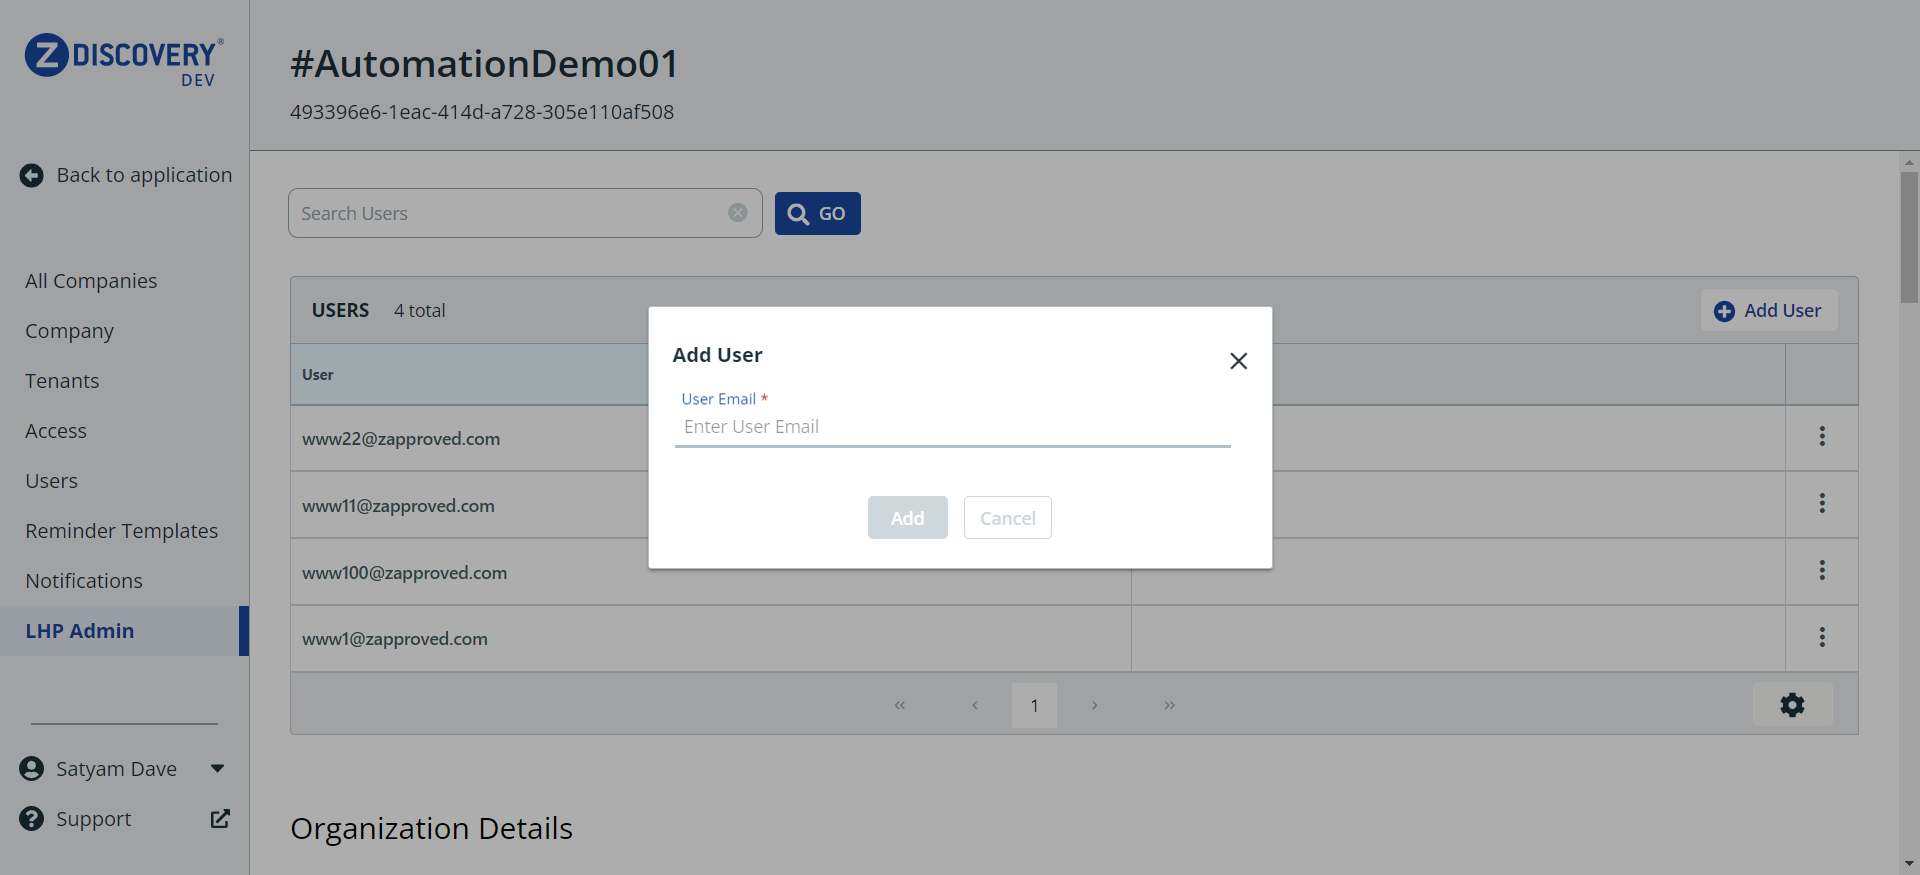 Z DISCOVERY®
DEV
Back to application
All Companies
Company
Tenants
Access
Users
Reminder Templates
Notifications
LHP Admin
Satyam Dave
Support
#AutomationDemo01
493396e6-1eac-414d-a728-305e110af508
Search Users
GO
USERS 4 total
Add User
User
www22@zapproved.com
www11@zapproved.com
www100@zapproved.com
www1@zapproved.com
« ‹ 1 › »
Organization Details
Add User
User Email *
Enter User Email
Add Cancel